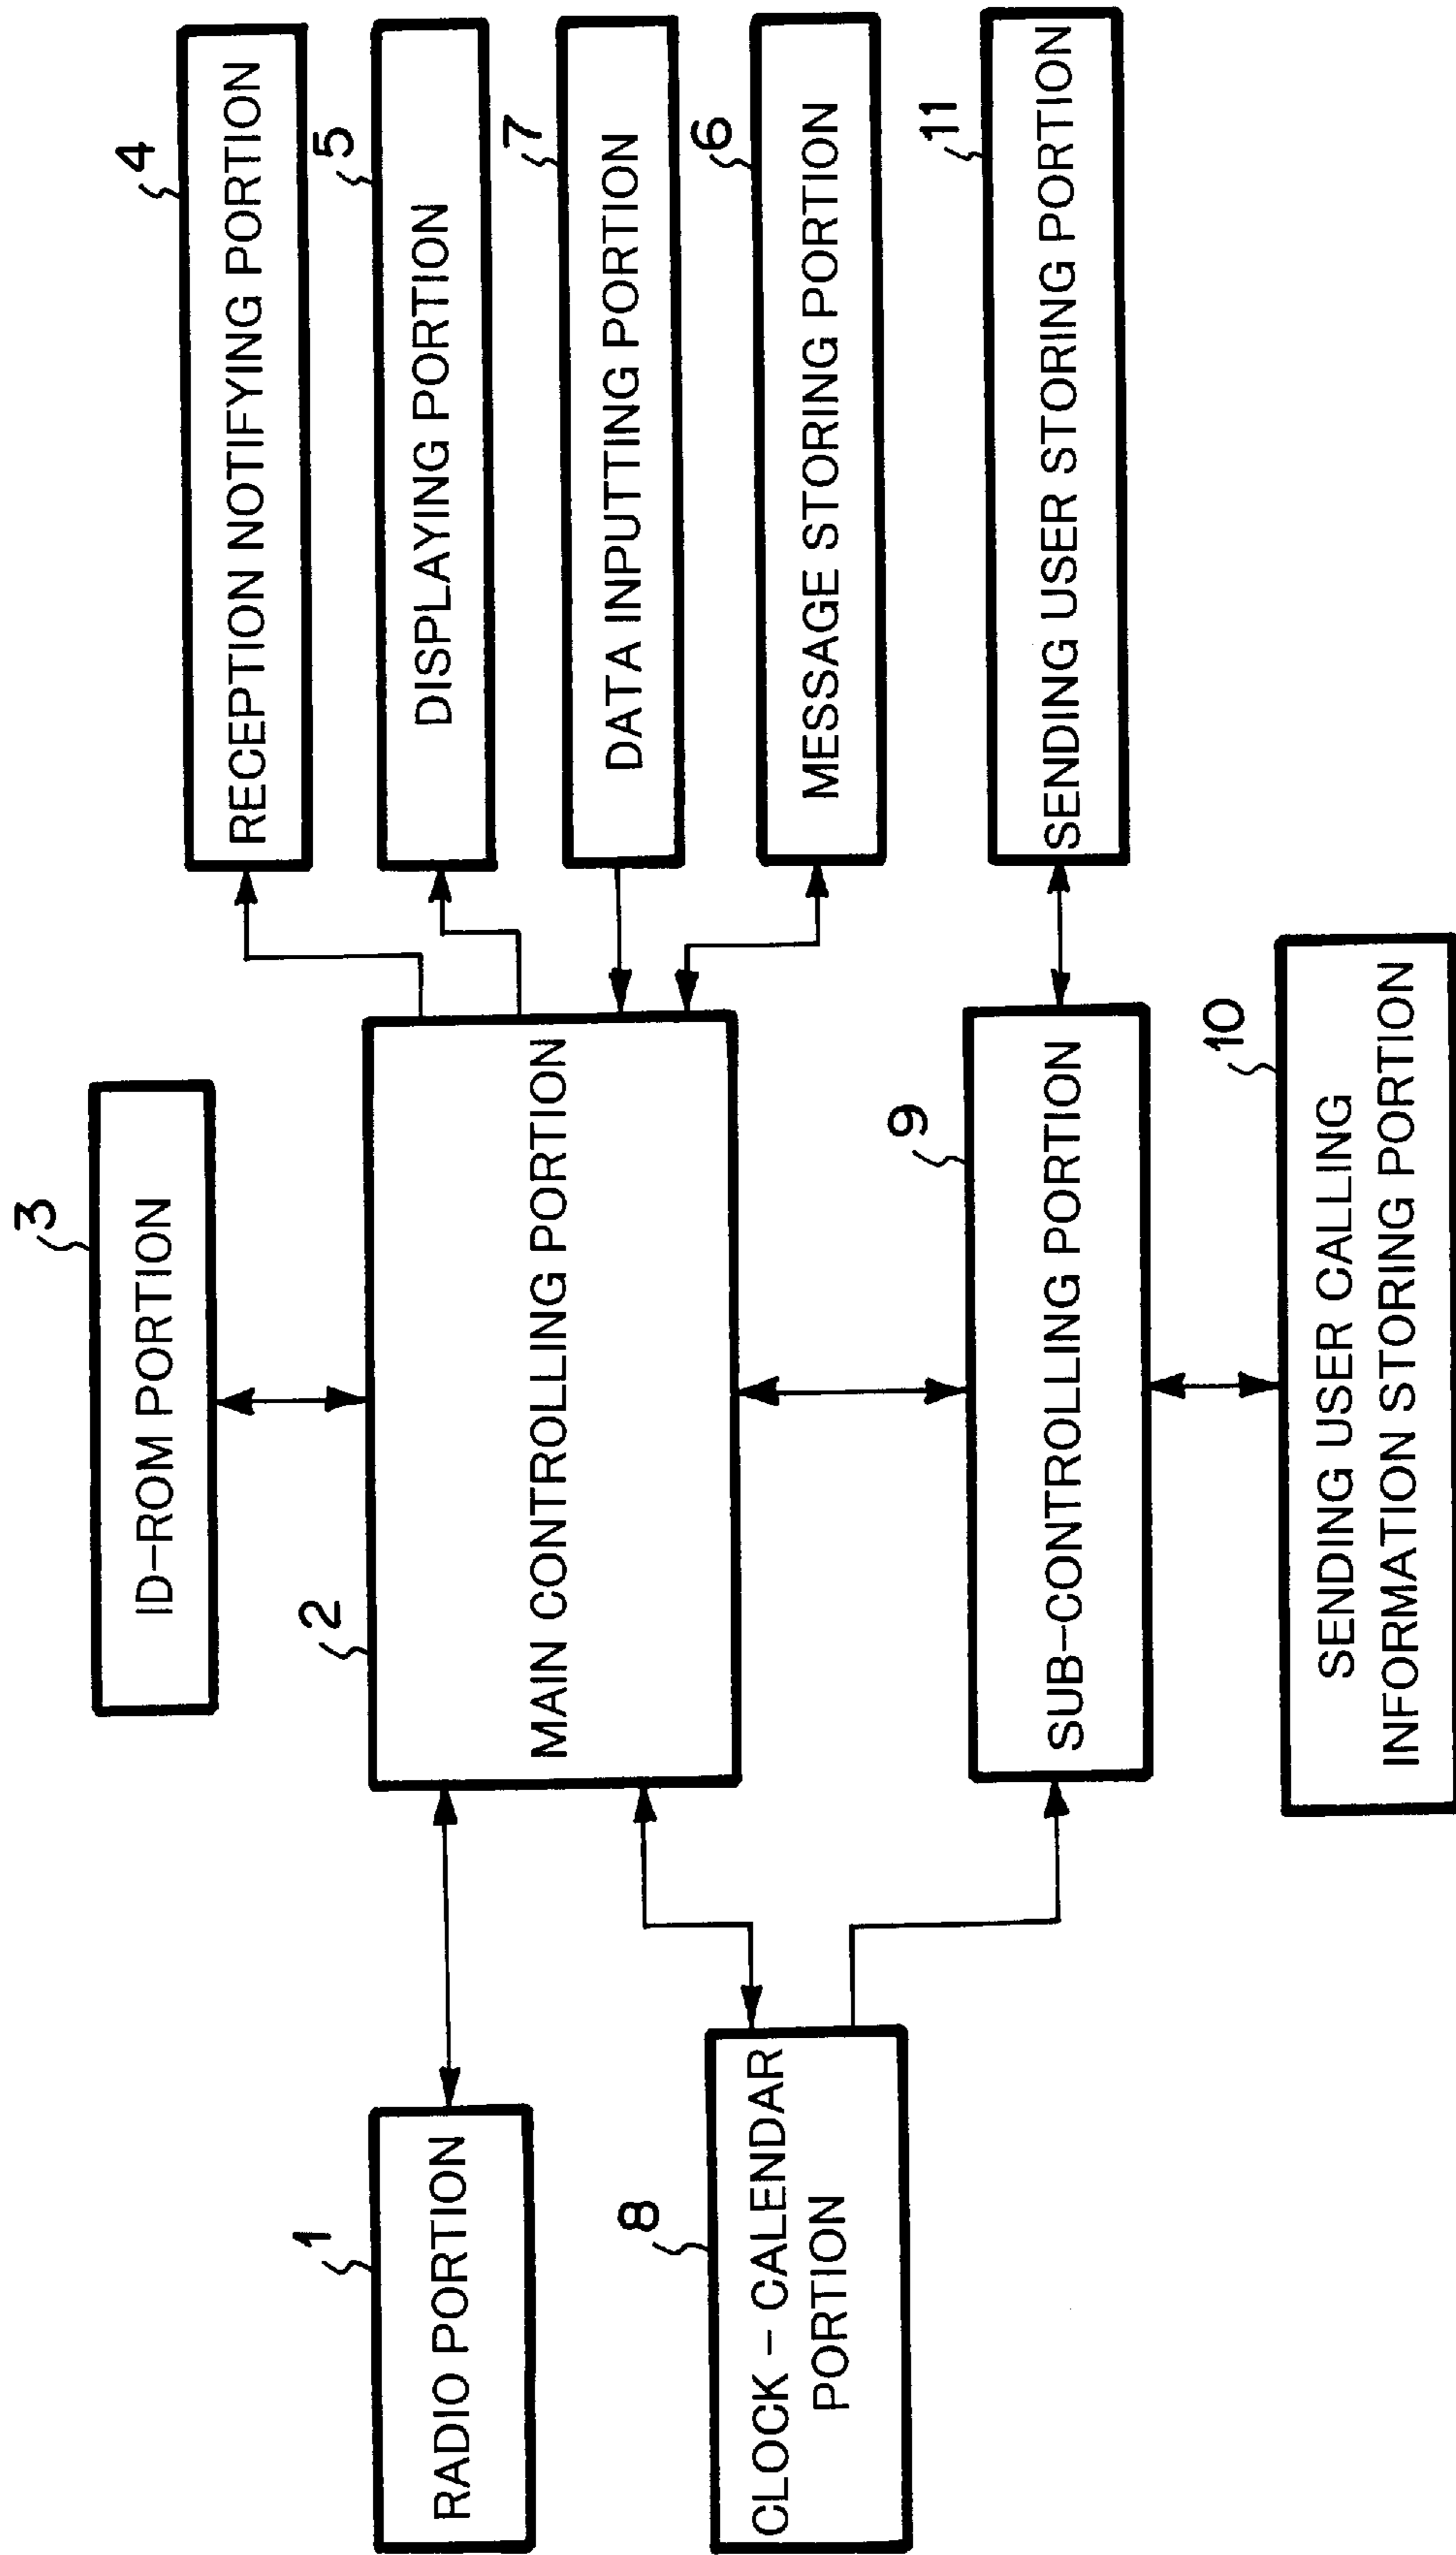 3
ID-ROM PORTION
1
RADIO PORTION
2
MAIN CONTROLLING PORTION
4
RECEPTION NOTIFYING PORTION
5
DISPLAYING PORTION
7
DATA INPUTTING PORTION
6
MESSAGE STORING PORTION
8
CLOCK - CALENDAR
PORTION
9
SUB-CONTROLLING PORTION
11
SENDING USER STORING PORTION
10
SENDING USER CALLING
INFORMATION STORING PORTION